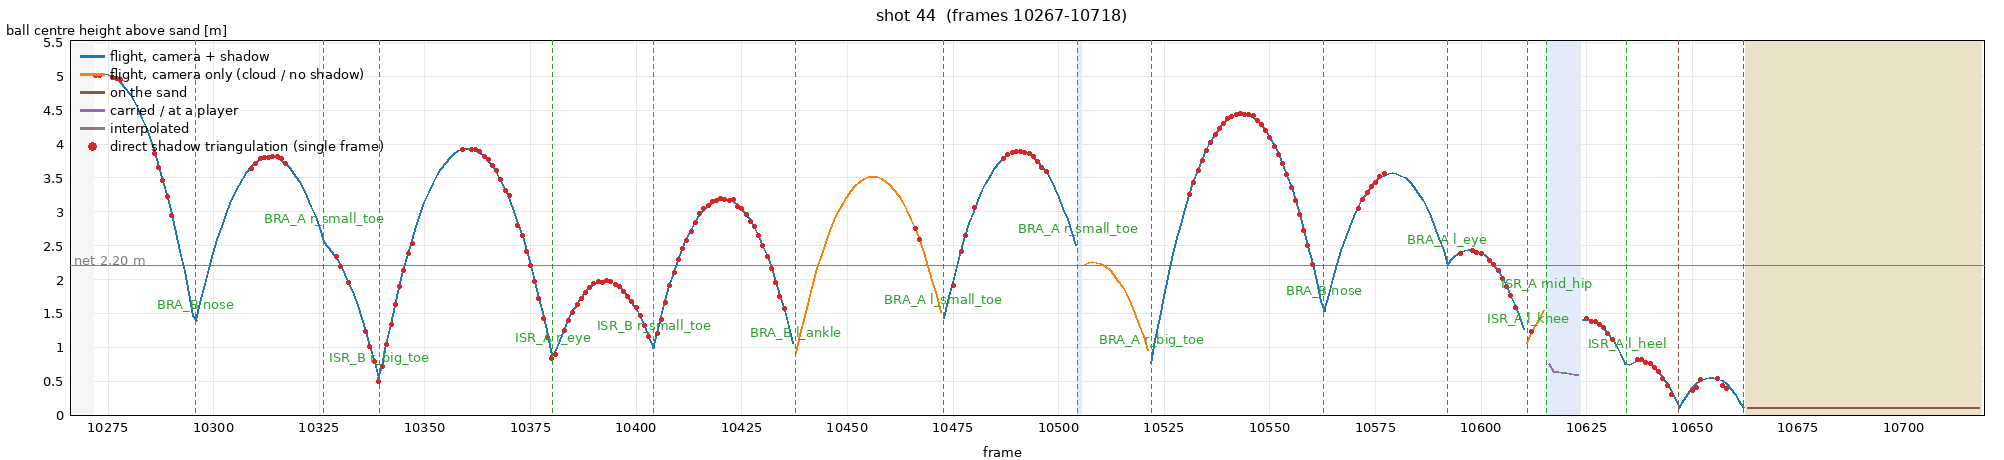 shot 44 (frames 10267-10718)
ball centre height above sand [m]
5.5
5
4.5
4
3.5
3
2.5
2
1.5
1
0.5
0
flight, camera + shadow
flight, camera only (cloud / no shadow)
on the sand
carried / at a player
interpolated
direct shadow triangulation (single frame)
net 2.20 m
BRA_B nose
BRA_A r_small_toe
ISR_B r_big_toe
ISR_A r_eye
ISR_B r_small_toe
BRA_B l_ankle
BRA_A l_small_toe
BRA_A r_small_toe
BRA_A r_big_toe
BRA_B nose
BRA_A l_eye
ISR_A l_knee
ISR_A mid_hip
ISR_A l_heel
10275
10300
10325
10350
10375
10400
10425
10450
10475
10500
10525
10550
10575
10600
10625
10650
10675
10700
frame